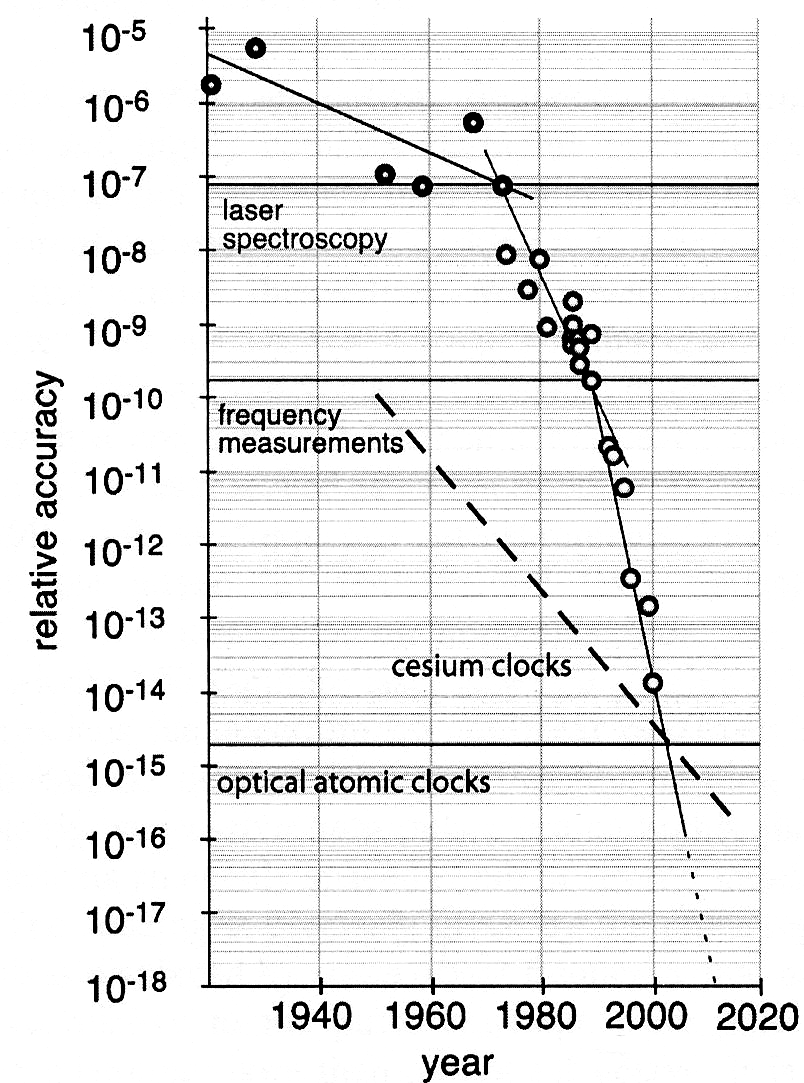 10-5
10-6
10-7
laser
spectroscopy
10-8
10-9
10-10
frequency
measurements
10-11
10-12
10-13
cesium clocks
10-14
10-15
optical atomic clocks
10-16
10-17
10-18
relative accuracy
1940 1960 1980 2000 2020
year